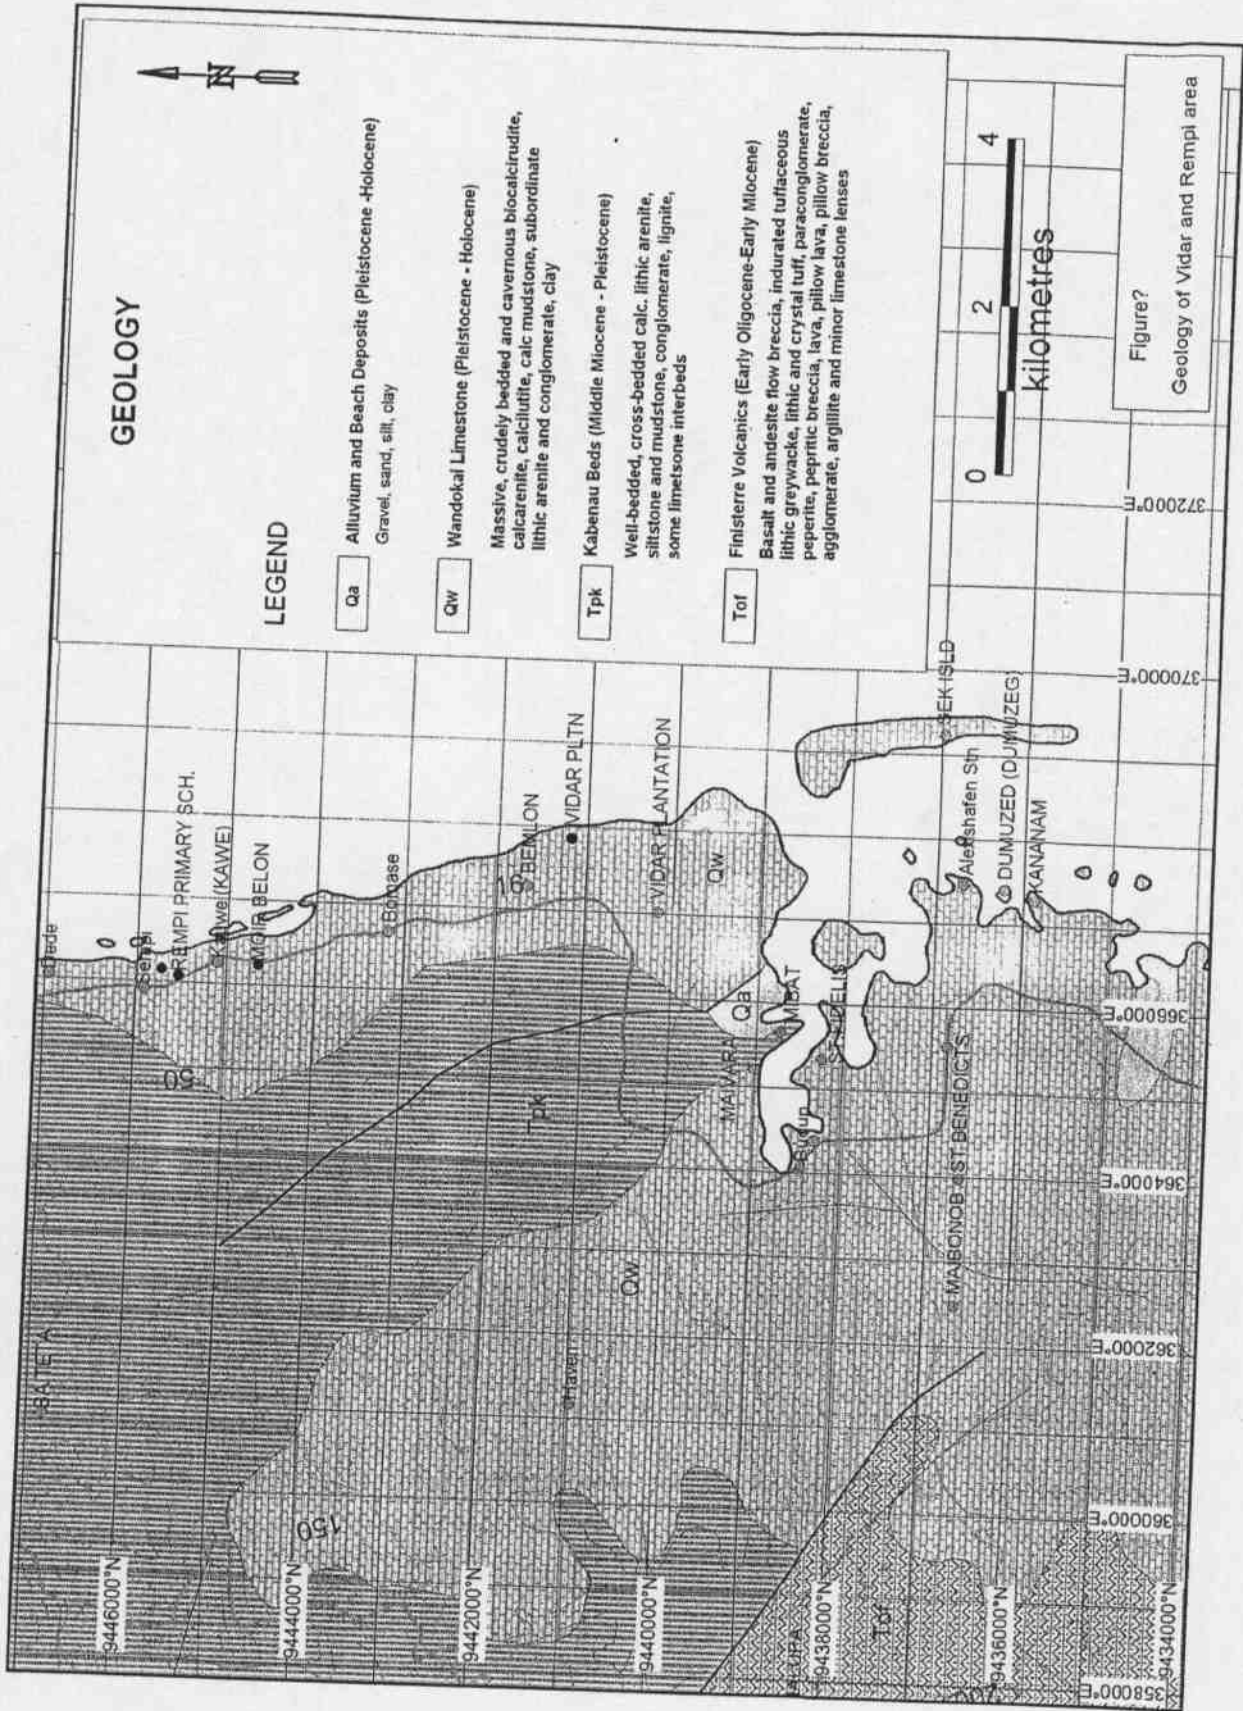 GEOLOGY
LEGEND
Qa
Alluvium and Beach Deposits (Pleistocene -Holocene)
Gravel, sand, silt, clay
Qw
Wandokai Limestone (Pleistocene - Holocene)
Massive, crudely bedded and cavernous biocalcirudite,
calcarenite, calcilutite, calc mudstone, subordinate
lithic arenite and conglomerate, clay
Tpk
Kabenau Beds (Middle Miocene - Pleistocene)
Well-bedded, cross-bedded calc. lithic arenite,
siltstone and mudstone, conglomerate, lignite,
some limetsone interbeds
Tof
Finisterre Volcanics (Early Oligocene-Early Miocene)
Basalt and andesite flow breccia, indurated tuffaceous
lithic greywacke, lithic and crystal tuff, paraconglomerate,
peperite, pepritic breccia, lava, pillow lava, pillow breccia,
agglomerate, argillite and minor limestone lenses
N
0 2 4
kilometres
Figure?
Geology of Vidar and Rempi area
Dede
REMPI PRIMARY SCH.
(KAWE)
MOIR BELON
50
Tpk
VIDAR PLTN
VIDAR PLANTATION
Qw
Qa
MAIVARA
Haven
Qw
150
SEK ISLD
Alexishafen Stn
DUMUZED (DUMUZEG)
KANANAM
MAIBONOB
ST.BENEDICTS
Tof
9446000°N
9444000°N
9442000°N
9440000°N
9438000°N
9436000°N
9434000°N
358000°E
360000°E
362000°E
364000°E
366000°E
370000°E
372000°E